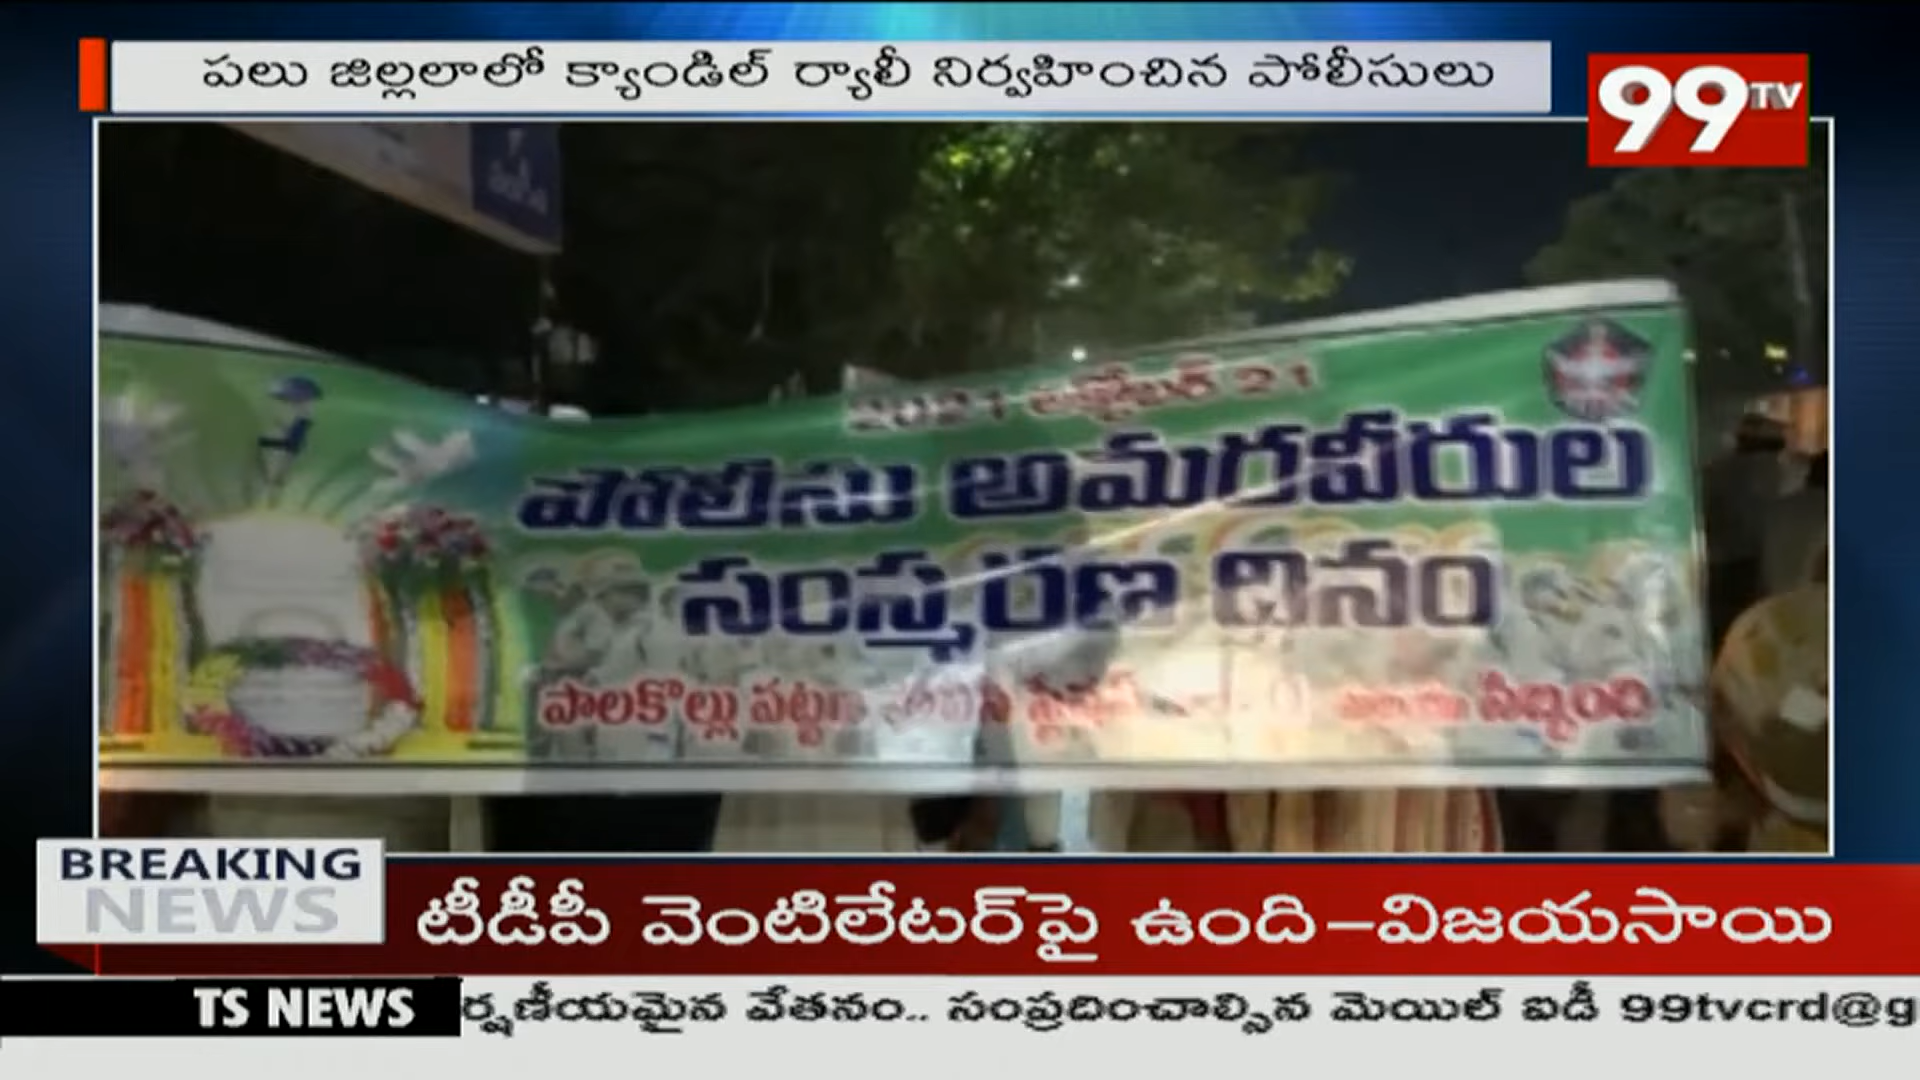 పలు జిల్లలాలో క్యాండిల్ ర్యాలీ నిర్వహించిన పోలీసులు
99TV
2021 అక్టోబర్ 21
పోలీసు అమరవీరుల
సంస్మరణ దినం
పాలకొల్లు పట్టణ సిబ్బంది
BREAKING
NEWS
టీడీపీ వెంటిలేటర్‌పై ఉంది-విజయసాయి
TS NEWS
ర్షణీయమైన వేతనం.. సంప్రదించాల్సిన మెయిల్ ఐడీ 99tvcrd@g